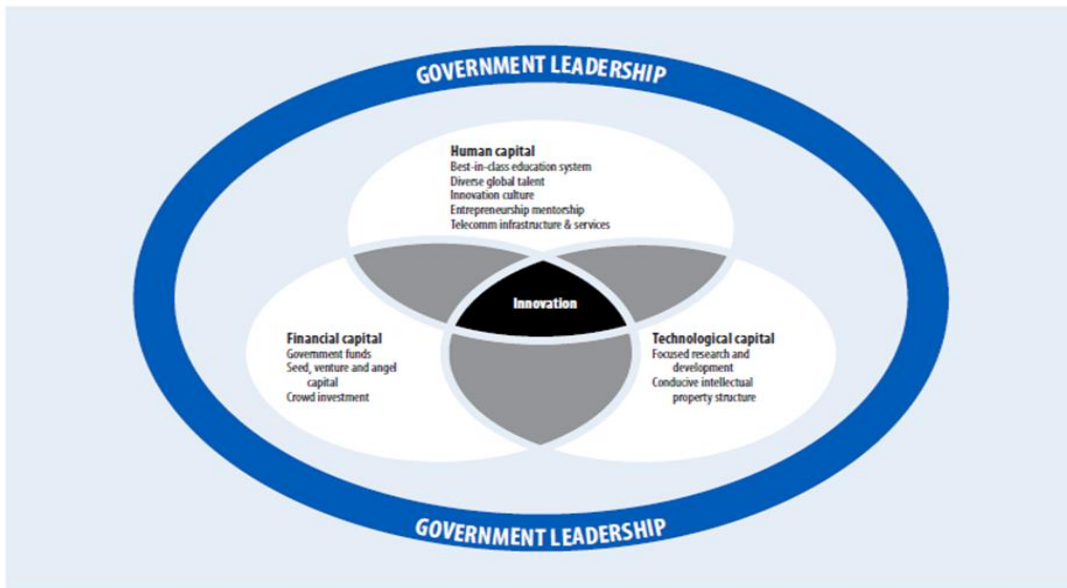 GOVERNMENT LEADERSHIP
Human capital
Best-in-class education system
Diverse global talent
Innovation culture
Entrepreneurship mentorship
Telecomm infrastructure & services
Innovation
Financial capital
Government funds
Seed, venture and angel
capital
Crowd investment
Technological capital
Focused research and
development
Conducive intellectual
property structure
GOVERNMENT LEADERSHIP